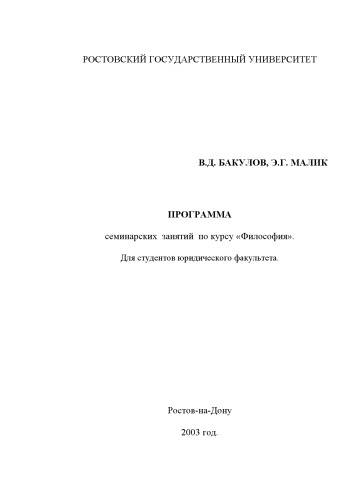 РОСТОВСКИЙ ГОСУДАРСТВЕННЫЙ УНИВЕРСИТЕТ
В.Д. БАКУЛОВ, Э.Г. МАЛИК
ПРОГРАММА
семинарских занятий по курсу «Философия».
Для студентов юридического факультета.
Ростов-на-Дону
2003 год.